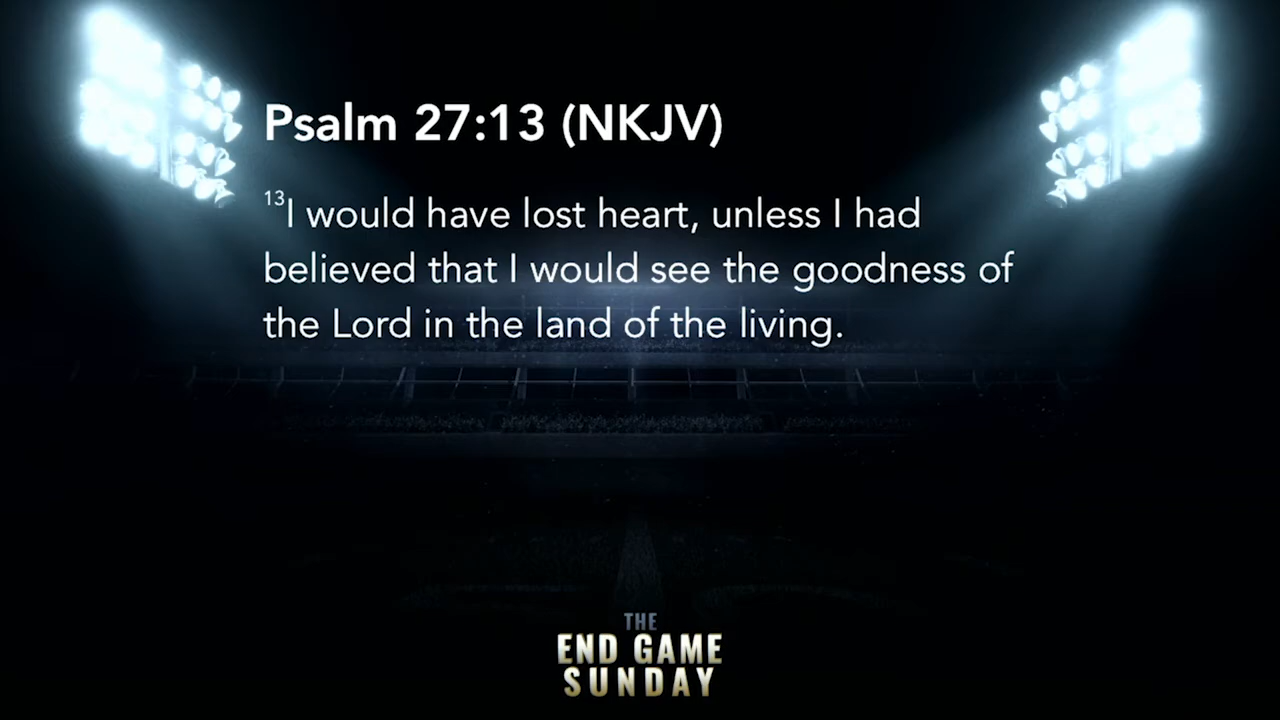 Psalm 27:13 (NKJV)
13I would have lost heart, unless I had
believed that I would see the goodness of
the Lord in the land of the living.
THE
END GAME
SUNDAY